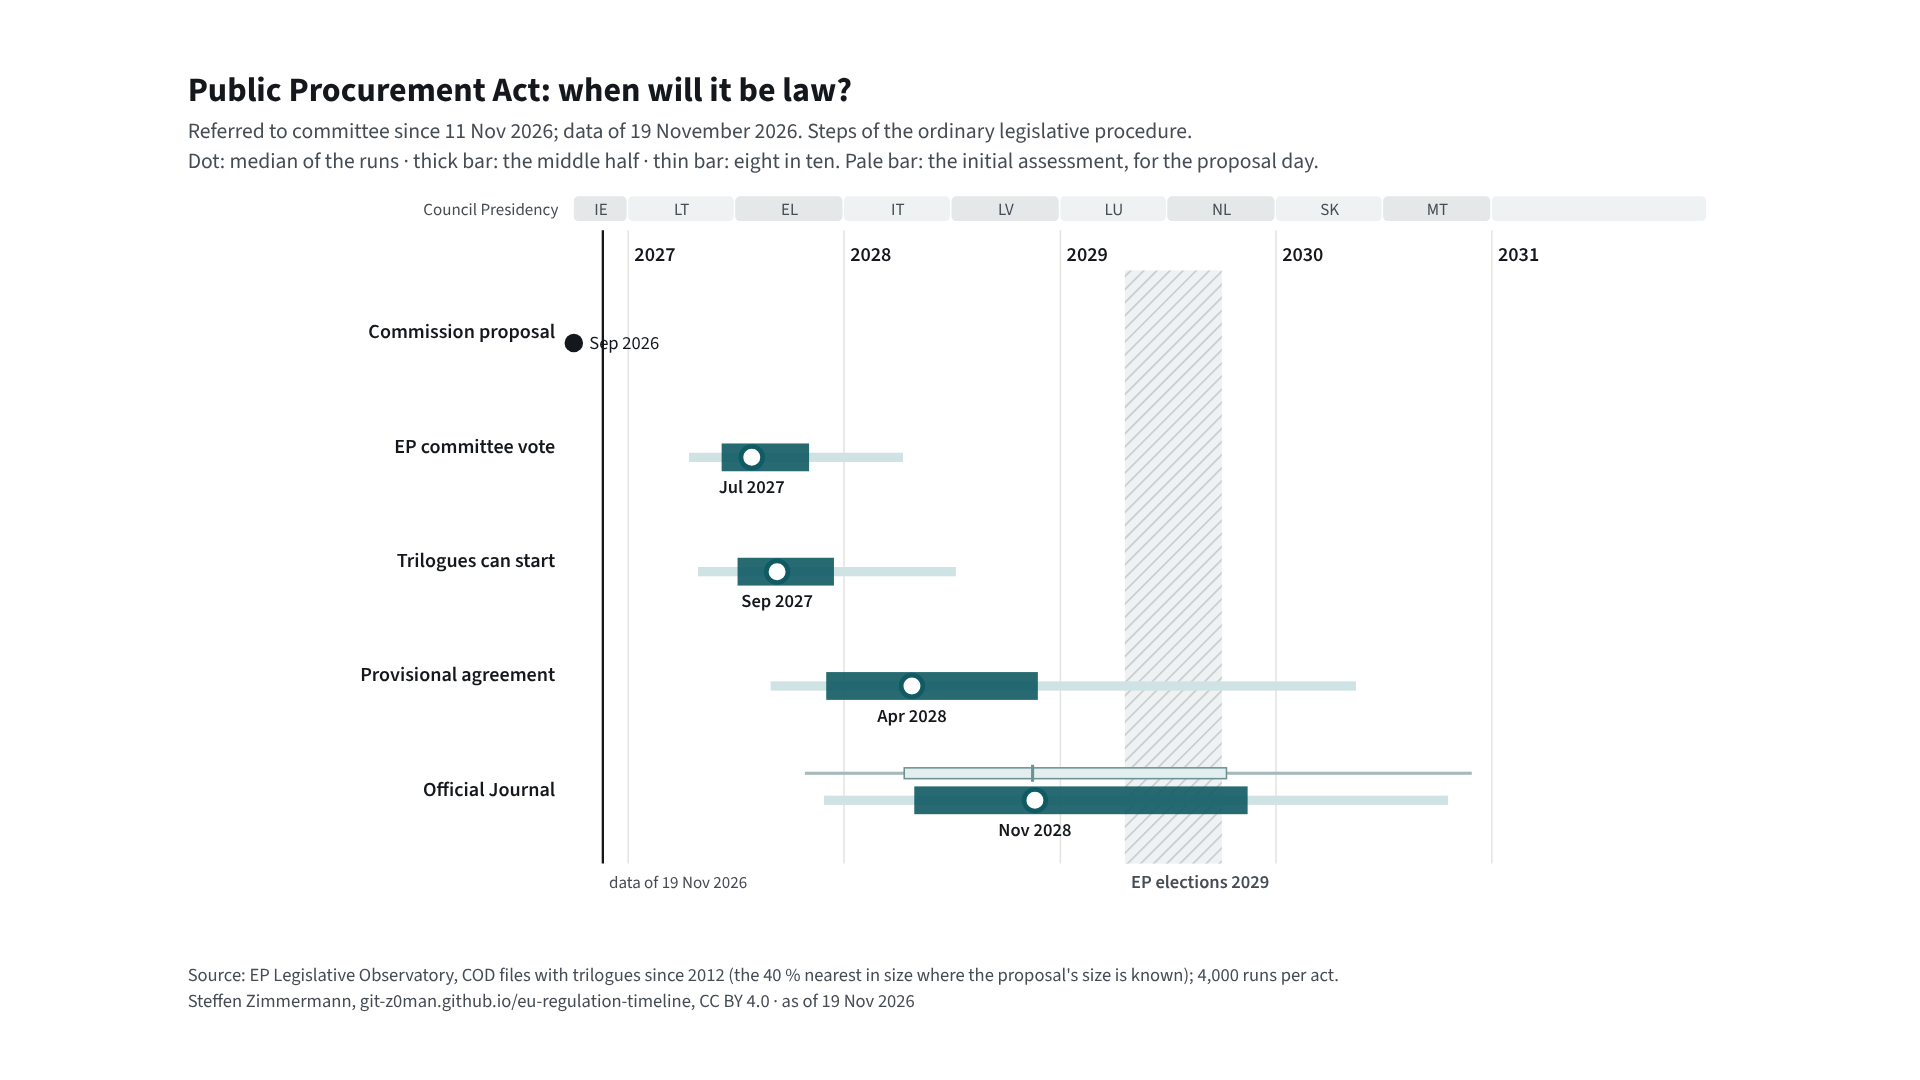 Public Procurement Act: when will it be law?
Referred to committee since 11 Nov 2026; data of 19 November 2026. Steps of the ordinary legislative procedure.
Dot: median of the runs · thick bar: the middle half · thin bar: eight in ten. Pale bar: the initial assessment, for the proposal day.
Council Presidency IE LT EL IT LV LU NL SK MT
2027 2028 2029 2030 2031
Commission proposal
Sep 2026
EP committee vote
Jul 2027
Trilogues can start
Sep 2027
Provisional agreement
Apr 2028
Official Journal
Nov 2028
data of 19 Nov 2026 EP elections 2029
Source: EP Legislative Observatory, COD files with trilogues since 2012 (the 40 % nearest in size where the proposal's size is known); 4,000 runs per act.
Steffen Zimmermann, git-z0man.github.io/eu-regulation-timeline, CC BY 4.0 · as of 19 Nov 2026